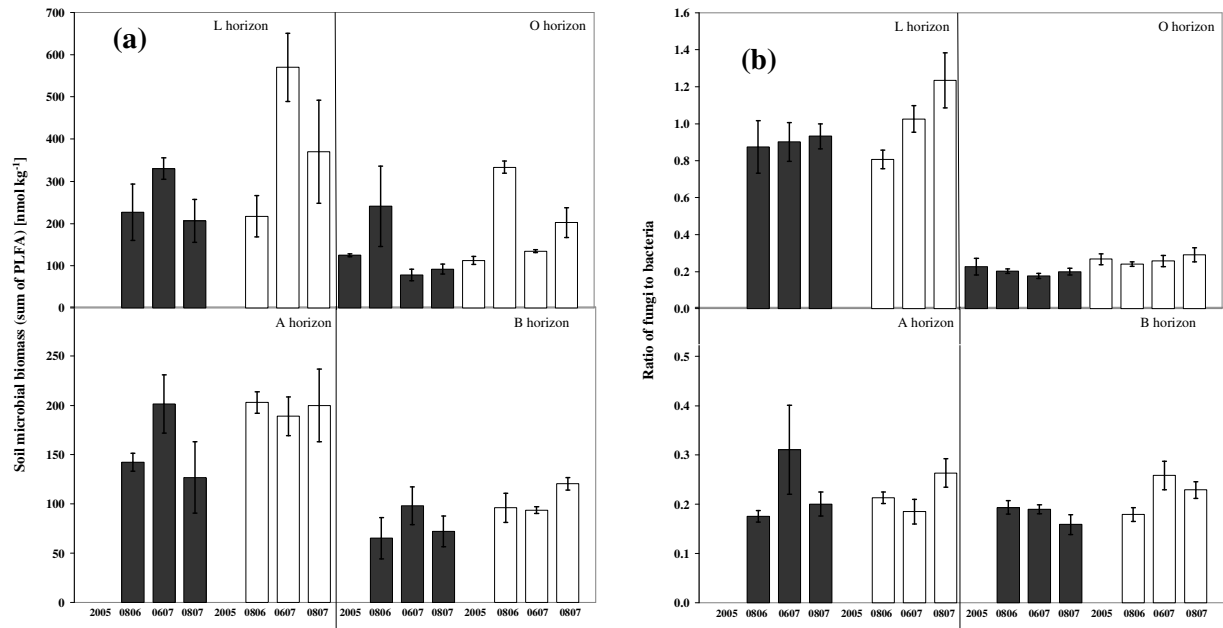 (a)
L horizon
O horizon
700
600
500
400
300
200
100
0
A horizon
B horizon
250
200
150
100
50
0
Soil microbial biomass (sum of PLFA) [nmol kg⁻¹]
2005 0806 0607 0807 2005 0806 0607 0807 2005 0806 0607 0807 2005 0806 0607 0807
(b)
L horizon
O horizon
1.6
1.4
1.2
1.0
0.8
0.6
0.4
0.2
0.0
A horizon
B horizon
0.5
0.4
0.3
0.2
0.1
0.0
Ratio of fungi to bacteria
2005 0806 0607 0807 2005 0806 0607 0807 2005 0806 0607 0807 2005 0806 0607 0807